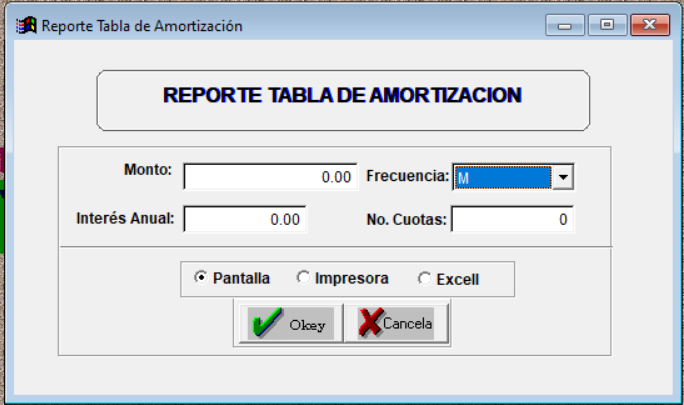 Reporte Tabla de Amortización
REPORTE TABLA DE AMORTIZACION
Monto: 0.00 Frecuencia: M
Interés Anual: 0.00 No. Cuotas: 0
Pantalla Impresora Excell
Okey Cancela